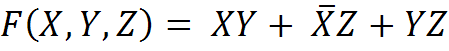 F(X,Y,Z) = XY + X̄Z + YZ